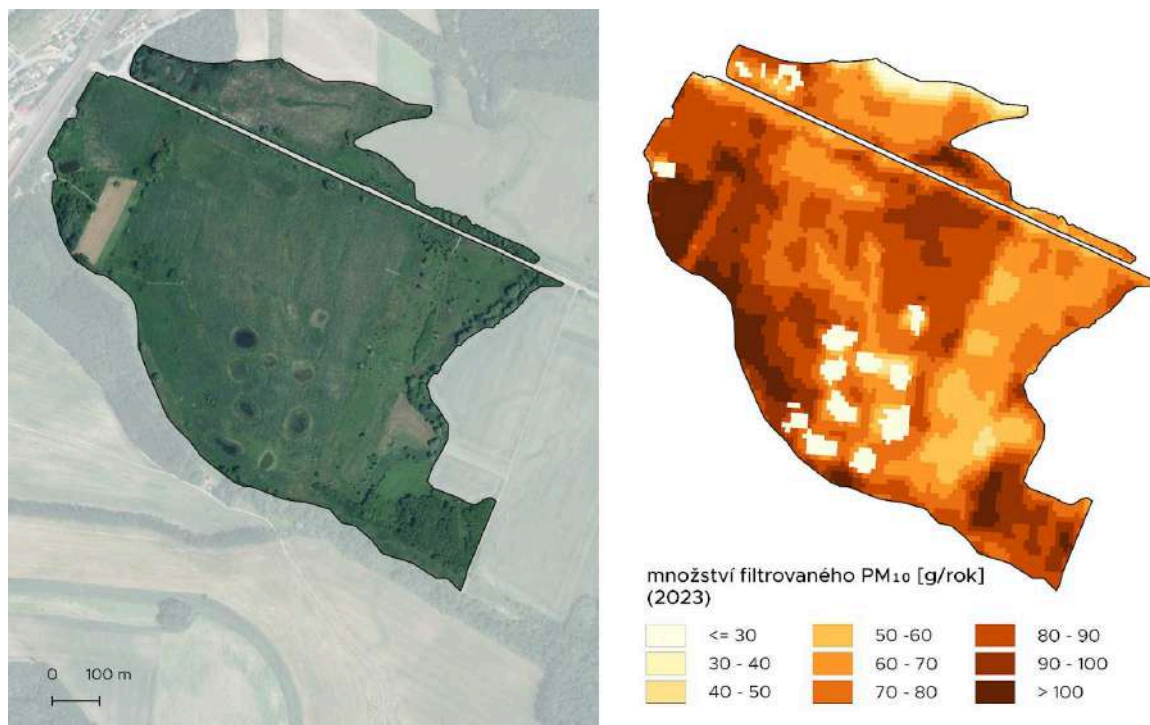 0 100 m
množství filtrovaného PM₁₀ [g/rok]
(2023)
<= 30
30 - 40
40 - 50
50 -60
60 - 70
70 - 80
80 - 90
90 - 100
> 100